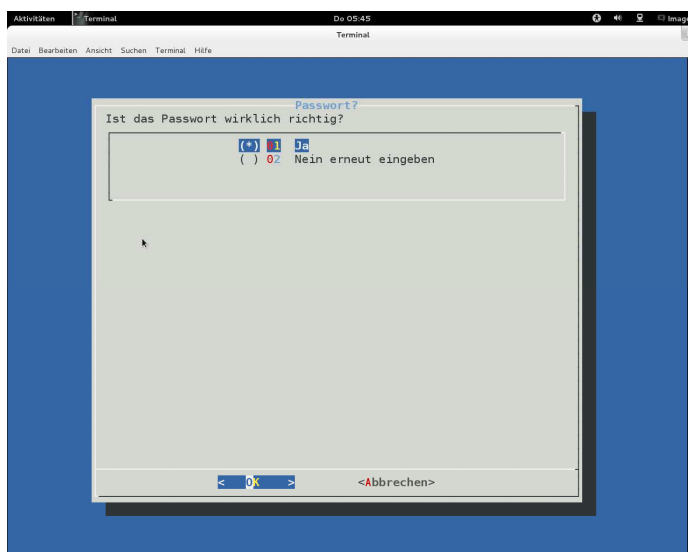 Aktivitäten Terminal Do 05:45 Imag
Terminal
Datei Bearbeiten Ansicht Suchen Terminal Hilfe
Passwort?
Ist das Passwort wirklich richtig?
(*) 01 Ja
( ) 02 Nein erneut eingeben
< OK > <Abbrechen>